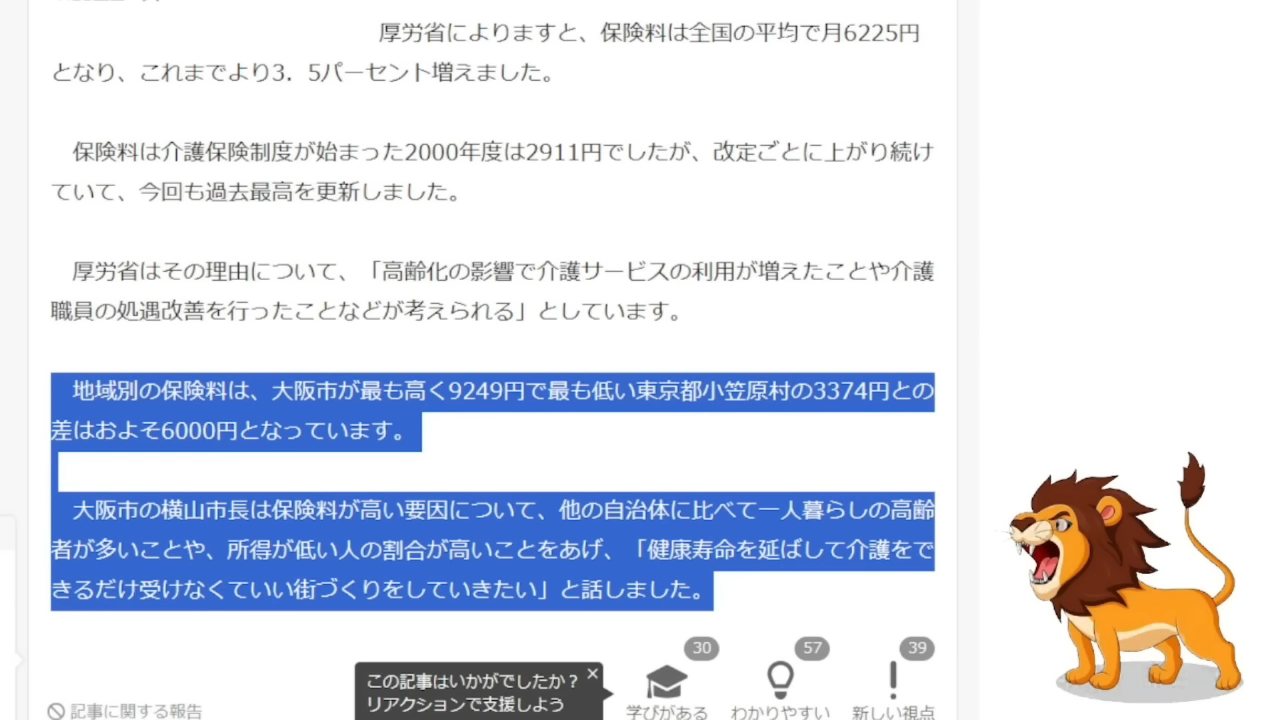 厚労省によりますと、保険料は全国の平均で月6225円
となり、これまでより3．5パーセント増えました。
保険料は介護保険制度が始まった2000年度は2911円でしたが、改定ごとに上がり続け
ていて、今回も過去最高を更新しました。
厚労省はその理由について、「高齢化の影響で介護サービスの利用が増えたことや介護
職員の処遇改善を行ったことなどが考えられる」としています。
地域別の保険料は、大阪市が最も高く9249円で最も低い東京都小笠原村の3374円との
差はおよそ6000円となっています。
大阪市の横山市長は保険料が高い要因について、他の自治体に比べて一人暮らしの高齢
者が多いことや、所得が低い人の割合が高いことをあげ、「健康寿命を延ばして介護をで
きるだけ受けなくていい街づくりをしていきたい」と話しました。
30 57 39
この記事はいかがでしたか？ ×
リアクションで支援しよう
学びがある わかりやすい 新しい視点
記事に関する報告